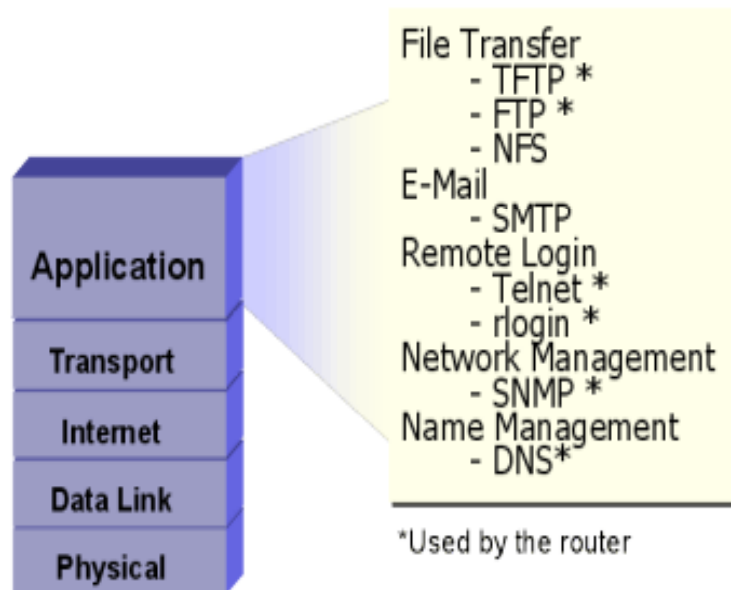 Application
Transport
Internet
Data Link
Physical
File Transfer
- TFTP *
- FTP *
- NFS
E-Mail
- SMTP
Remote Login
- Telnet *
- rlogin *
Network Management
- SNMP *
Name Management
- DNS*
*Used by the router